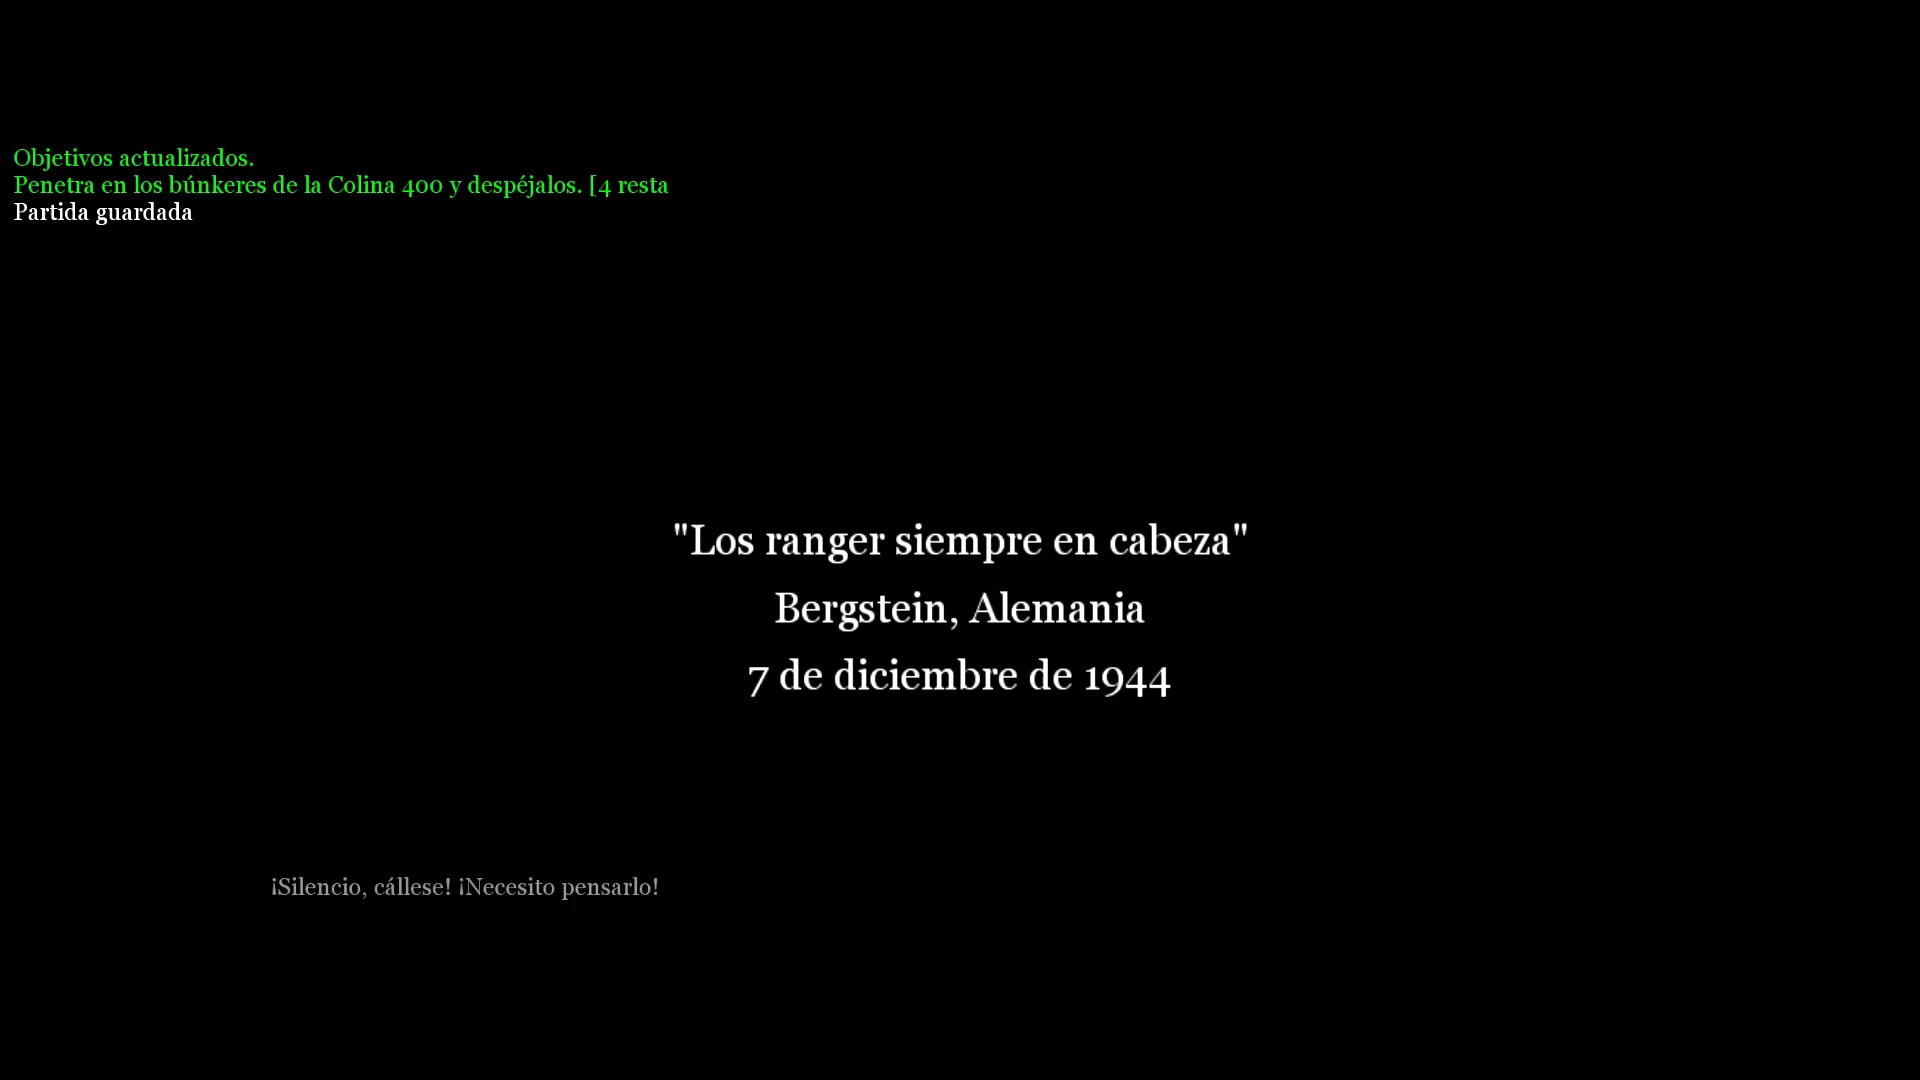 Objetivos actualizados.
Penetra en los búnkeres de la Colina 400 y despéjalos. [4 resta
Partida guardada
"Los ranger siempre en cabeza"
Bergstein, Alemania
7 de diciembre de 1944
¡Silencio, cállese! ¡Necesito pensarlo!